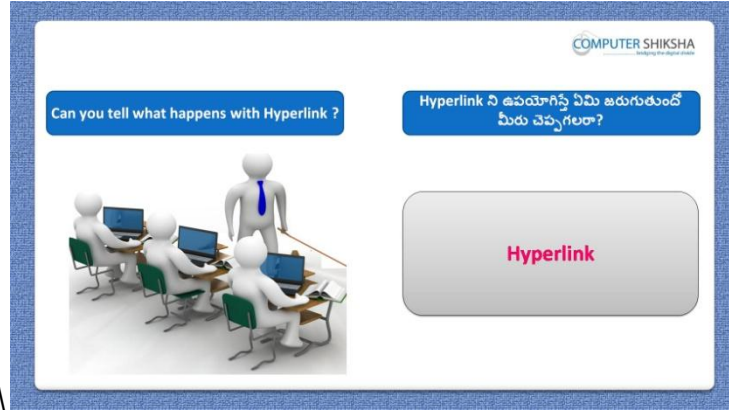 COMPUTER SHIKSHA
bridging the digital divide
Can you tell what happens with Hyperlink ?
Hyperlink ని ఉపయోగిస్తే ఏమి జరుగుతుందో
మీరు చెప్పగలరా?
Hyperlink